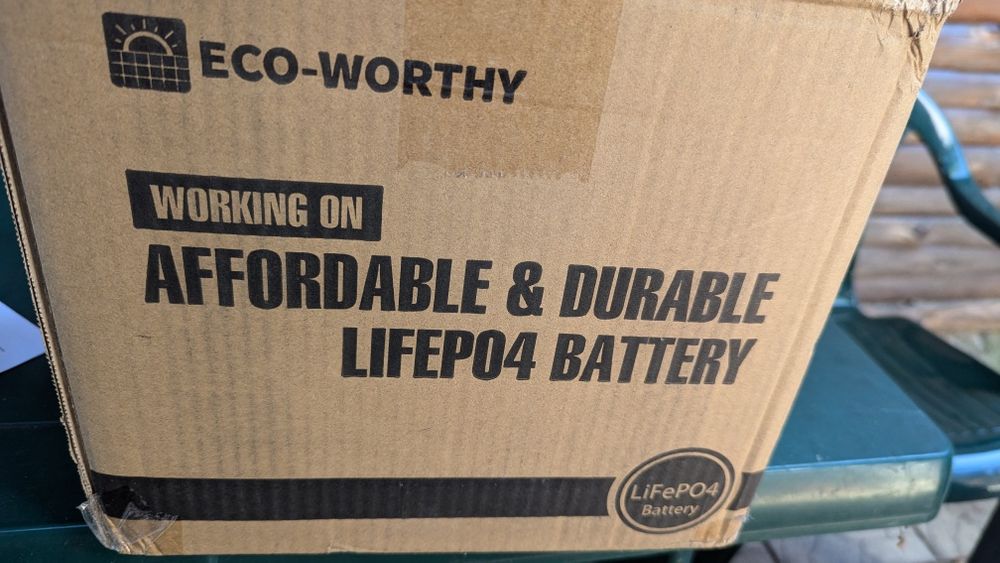 ECO-WORTHY
WORKING ON
AFFORDABLE & DURABLE
LIFEPO4 BATTERY
LiFePO4
Battery